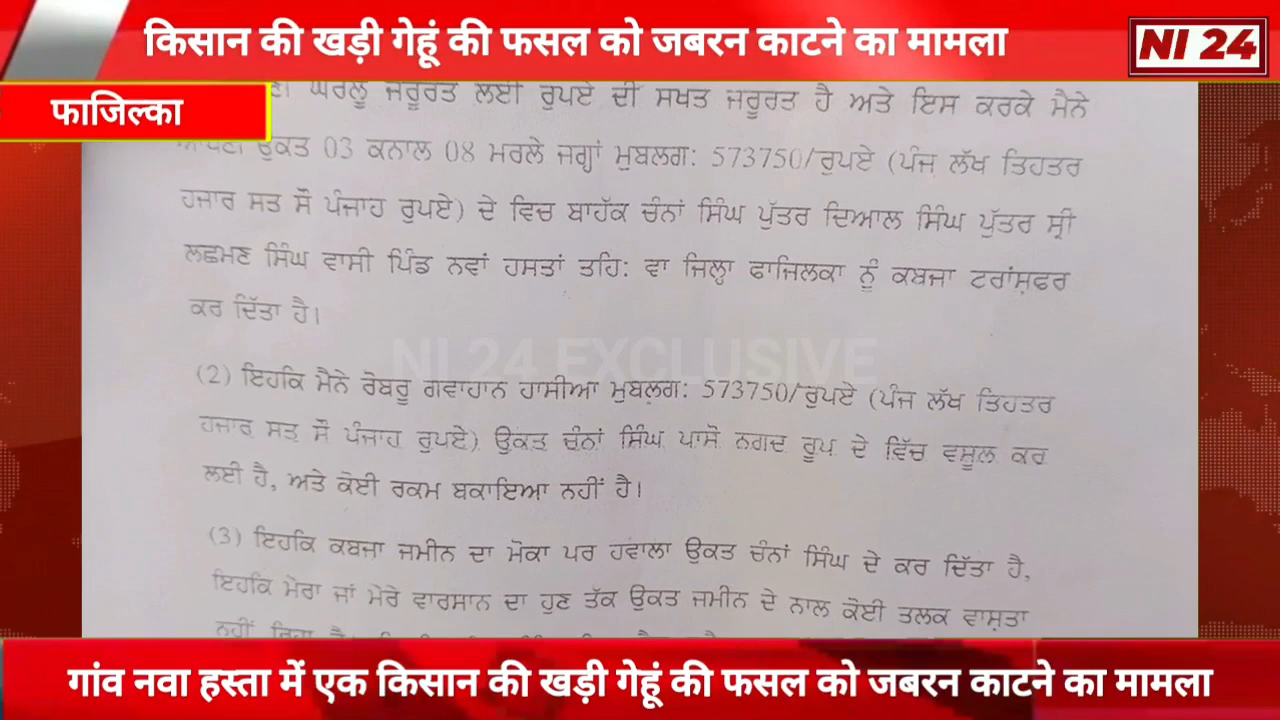 किसान की खड़ी गेहूं की फसल को जबरन काटने का मामला
NI 24
फाजिल्का
ਘਰੇਲੂ ਜਰੂਰਤ ਲਈ ਰੁਪਏ ਦੀ ਸਖਤ ਜਰੂਰਤ ਹੈ ਅਤੇ ਇਸ ਕਰਕੇ ਮੈਨੇ
ਉਕਤ 03 ਕਨਾਲ 08 ਮਰਲੇ ਜਗ੍ਹਾਂ ਮੁਬਲਗ: 573750/ਰੁਪਏ (ਪੰਜ ਲੱਖ ਤਿਹਤਰ
ਹਜਾਰ ਸਤ ਸੌ ਪੰਜਾਹ ਰੁਪਏ) ਦੇ ਵਿਚ ਬਾਹੱਕ ਚੰਨਾਂ ਸਿੰਘ ਪੁੱਤਰ ਦਿਆਲ ਸਿੰਘ ਪੁੱਤਰ ਸ੍ਰੀ
ਲਛਮਣ ਸਿੰਘ ਵਾਸੀ ਪਿੰਡ ਨਵਾਂ ਹਸਤਾਂ ਤਹਿ: ਵਾ ਜਿਲ੍ਹਾ ਫਾਜਿਲਕਾ ਨੂੰ ਕਬਜਾ ਟਰਾਂਸ਼ਫਰ
ਕਰ ਦਿੱਤਾ ਹੈ।
NI 24 EXCLUSIVE
(2) ਇਹਕਿ ਮੈਨੇ ਰੋਬਰੂ ਗਵਾਹਾਨ ਹਾਸੀਆ ਮੁਬਲ਼ਗ: 573750/ਰੁਪਏ (ਪੰਜ ਲੱਖ ਤਿਹਤਰ
ਹਜਾਰ ਸਤ ਸੌ ਪੰਜਾਹ ਰੁਪਏ) ਉਕਤ ਚੰਨਾਂ ਸਿੰਘ ਪਾਸੋ ਨਗਦ ਰੂਪ ਦੇ ਵਿੱਚ ਵਸੂਲ ਕਰ
ਲਈ ਹੈ, ਅਤੇ ਕੋਈ ਰਕਮ ਬਕਾਇਆ ਨਹੀਂ ਹੈ।
(3) ਇਹਕਿ ਕਬਜਾ ਜਮੀਨ ਦਾ ਮੋਕਾ ਪਰ ਹਵਾਲਾ ਉਕਤ ਚੰਨਾਂ ਸਿੰਘ ਦੇ ਕਰ ਦਿੱਤਾ ਹੈ,
ਇਹਕਿ ਮੇਰਾ ਜਾਂ ਮੇਰੇ ਵਾਰਸਾਨ ਦਾ ਹੁਣ ਤੱਕ ਉਕਤ ਜਮੀਨ ਦੇ ਨਾਲ ਕੋਈ ਤਲਕ ਵਾਸ਼ਤਾ
ਨਹੀਂ
गांव नवा हस्ता में एक किसान की खड़ी गेहूं की फसल को जबरन काटने का मामला